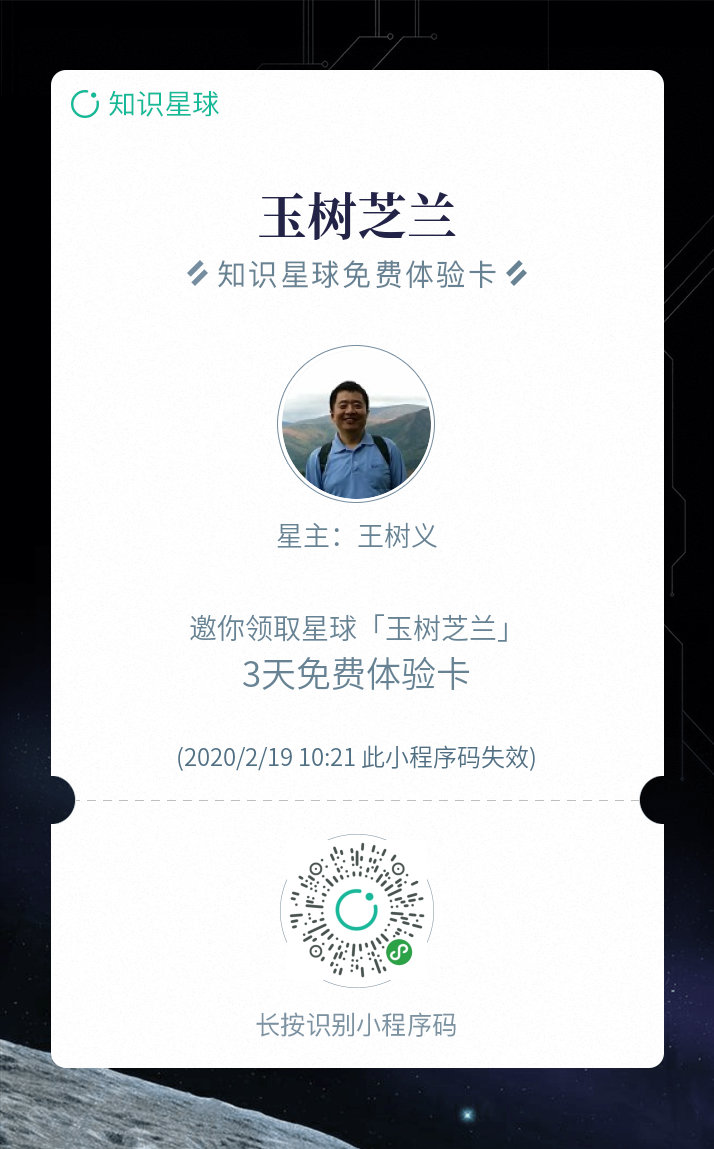 知识星球
玉树芝兰
知识星球免费体验卡
星主：王树义
邀你领取星球「玉树芝兰」
3天免费体验卡
(2020/2/19 10:21 此小程序码失效)
长按识别小程序码